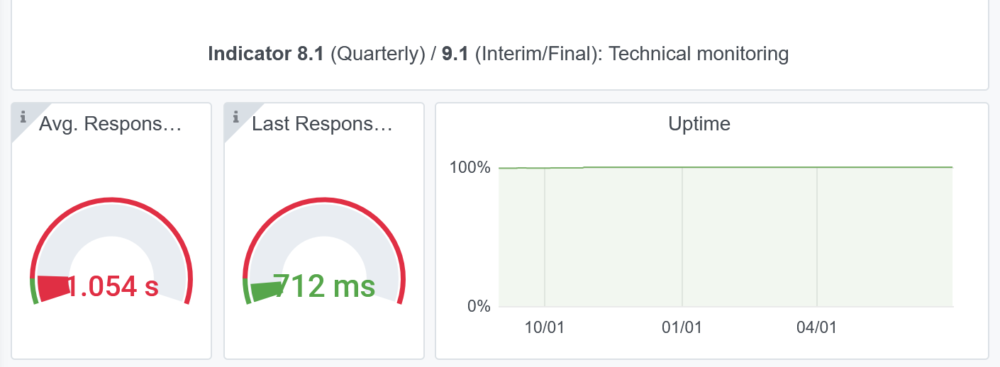 Indicator 8.1 (Quarterly) / 9.1 (Interim/Final): Technical monitoring
i Avg. Respons…
i Last Respons…
Uptime
1.054 s
712 ms
100%
0%
10/01
01/01
04/01